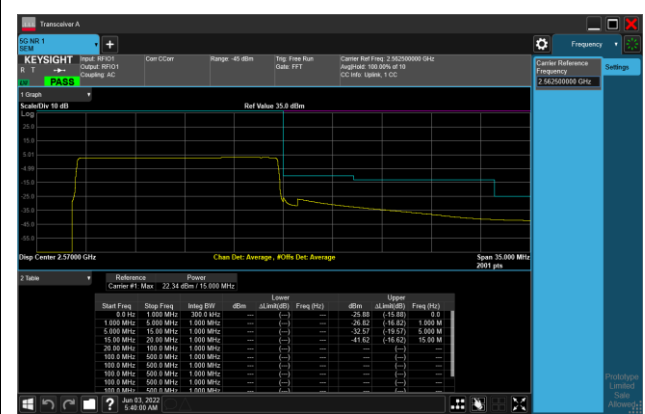 Transceiver A
5G NR 1
SEM
Frequency
KEYSIGHT
R T
PASS
Input: RFIO1
Output: RFIO1
Coupling: AC
Corr CCorr
Range: -45 dBm
Trig: Free Run
Gate: FFT
Carrier Ref Freq: 2.562500000 GHz
Avg|Hold: 100.00% of 10
CC Info: Uplink, 1 CC
Carrier Reference
Frequency
2.562500000 GHz
Settings
1 Graph
Scale/Div 10 dB
Ref Value 35.0 dBm
Log
25.0
15.0
5.01
-4.99
-15.0
-25.0
-35.0
-45.0
-55.0
Disp Center 2.57000 GHz
Chan Det: Average , #Offs Det: Average
Span 35.000 MHz
2001 pts
2 Table
Reference Power
Carrier #1 Max 22.34 dBm / 15.000 MHz
Lower Upper
Start Freq Stop Freq Integ BW dBm ΔLimit(dB) Freq (Hz) dBm ΔLimit(dB) Freq (Hz)
0.0 Hz 1.000 MHz 300.0 kHz --- (---) --- -25.88 (-15.88) 0.0
1.000 MHz 5.000 MHz 1.000 MHz --- (---) --- -26.82 (-16.82) 1.000 M
5.000 MHz 15.00 MHz 1.000 MHz --- (---) --- -32.57 (-19.57) 5.000 M
15.00 MHz 20.00 MHz 1.000 MHz --- (---) --- -41.62 (-16.62) 15.00 M
20.00 MHz 100.0 MHz 1.000 MHz --- (---) --- --- (---) ---
100.0 MHz 500.0 MHz 1.000 MHz --- (---) --- --- (---) ---
100.0 MHz 500.0 MHz 1.000 MHz --- (---) --- --- (---) ---
100.0 MHz 500.0 MHz 1.000 MHz --- (---) --- --- (---) ---
100.0 MHz 500.0 MHz 1.000 MHz --- (---) --- --- (---) ---
Jun 03, 2022
5:40:00 AM
Prototype
Limited
Sale
Allowed